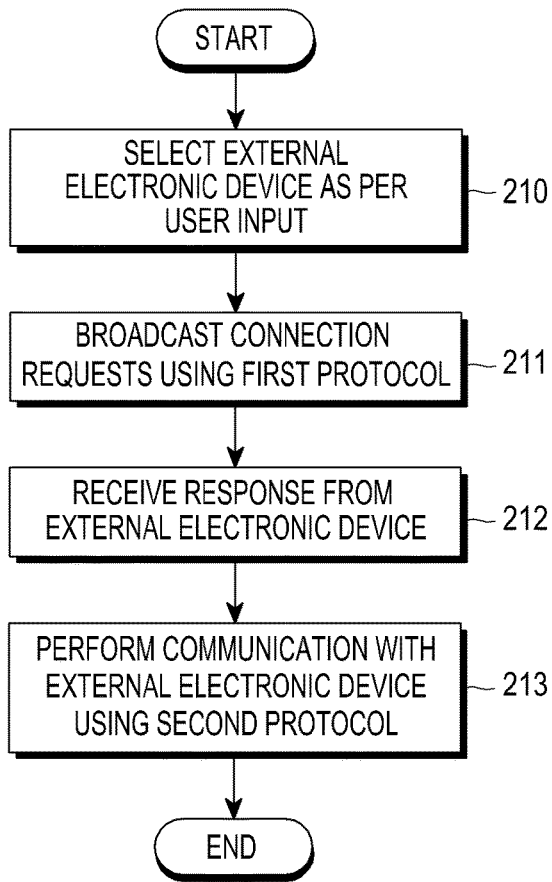 START
SELECT EXTERNAL
ELECTRONIC DEVICE AS PER
USER INPUT
210
BROADCAST CONNECTION
REQUESTS USING FIRST PROTOCOL
211
RECEIVE RESPONSE FROM
EXTERNAL ELECTRONIC DEVICE
212
PERFORM COMMUNICATION WITH
EXTERNAL ELECTRONIC DEVICE
USING SECOND PROTOCOL
213
END